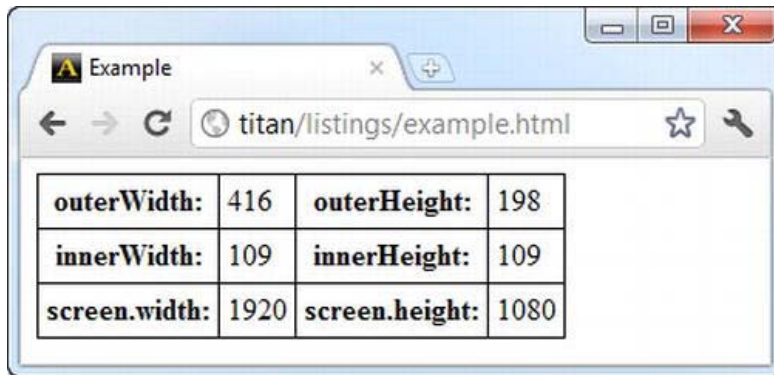 Example
titan/listings/example.html
outerWidth: 416 outerHeight: 198
innerWidth: 109 innerHeight: 109
screen.width: 1920 screen.height: 1080